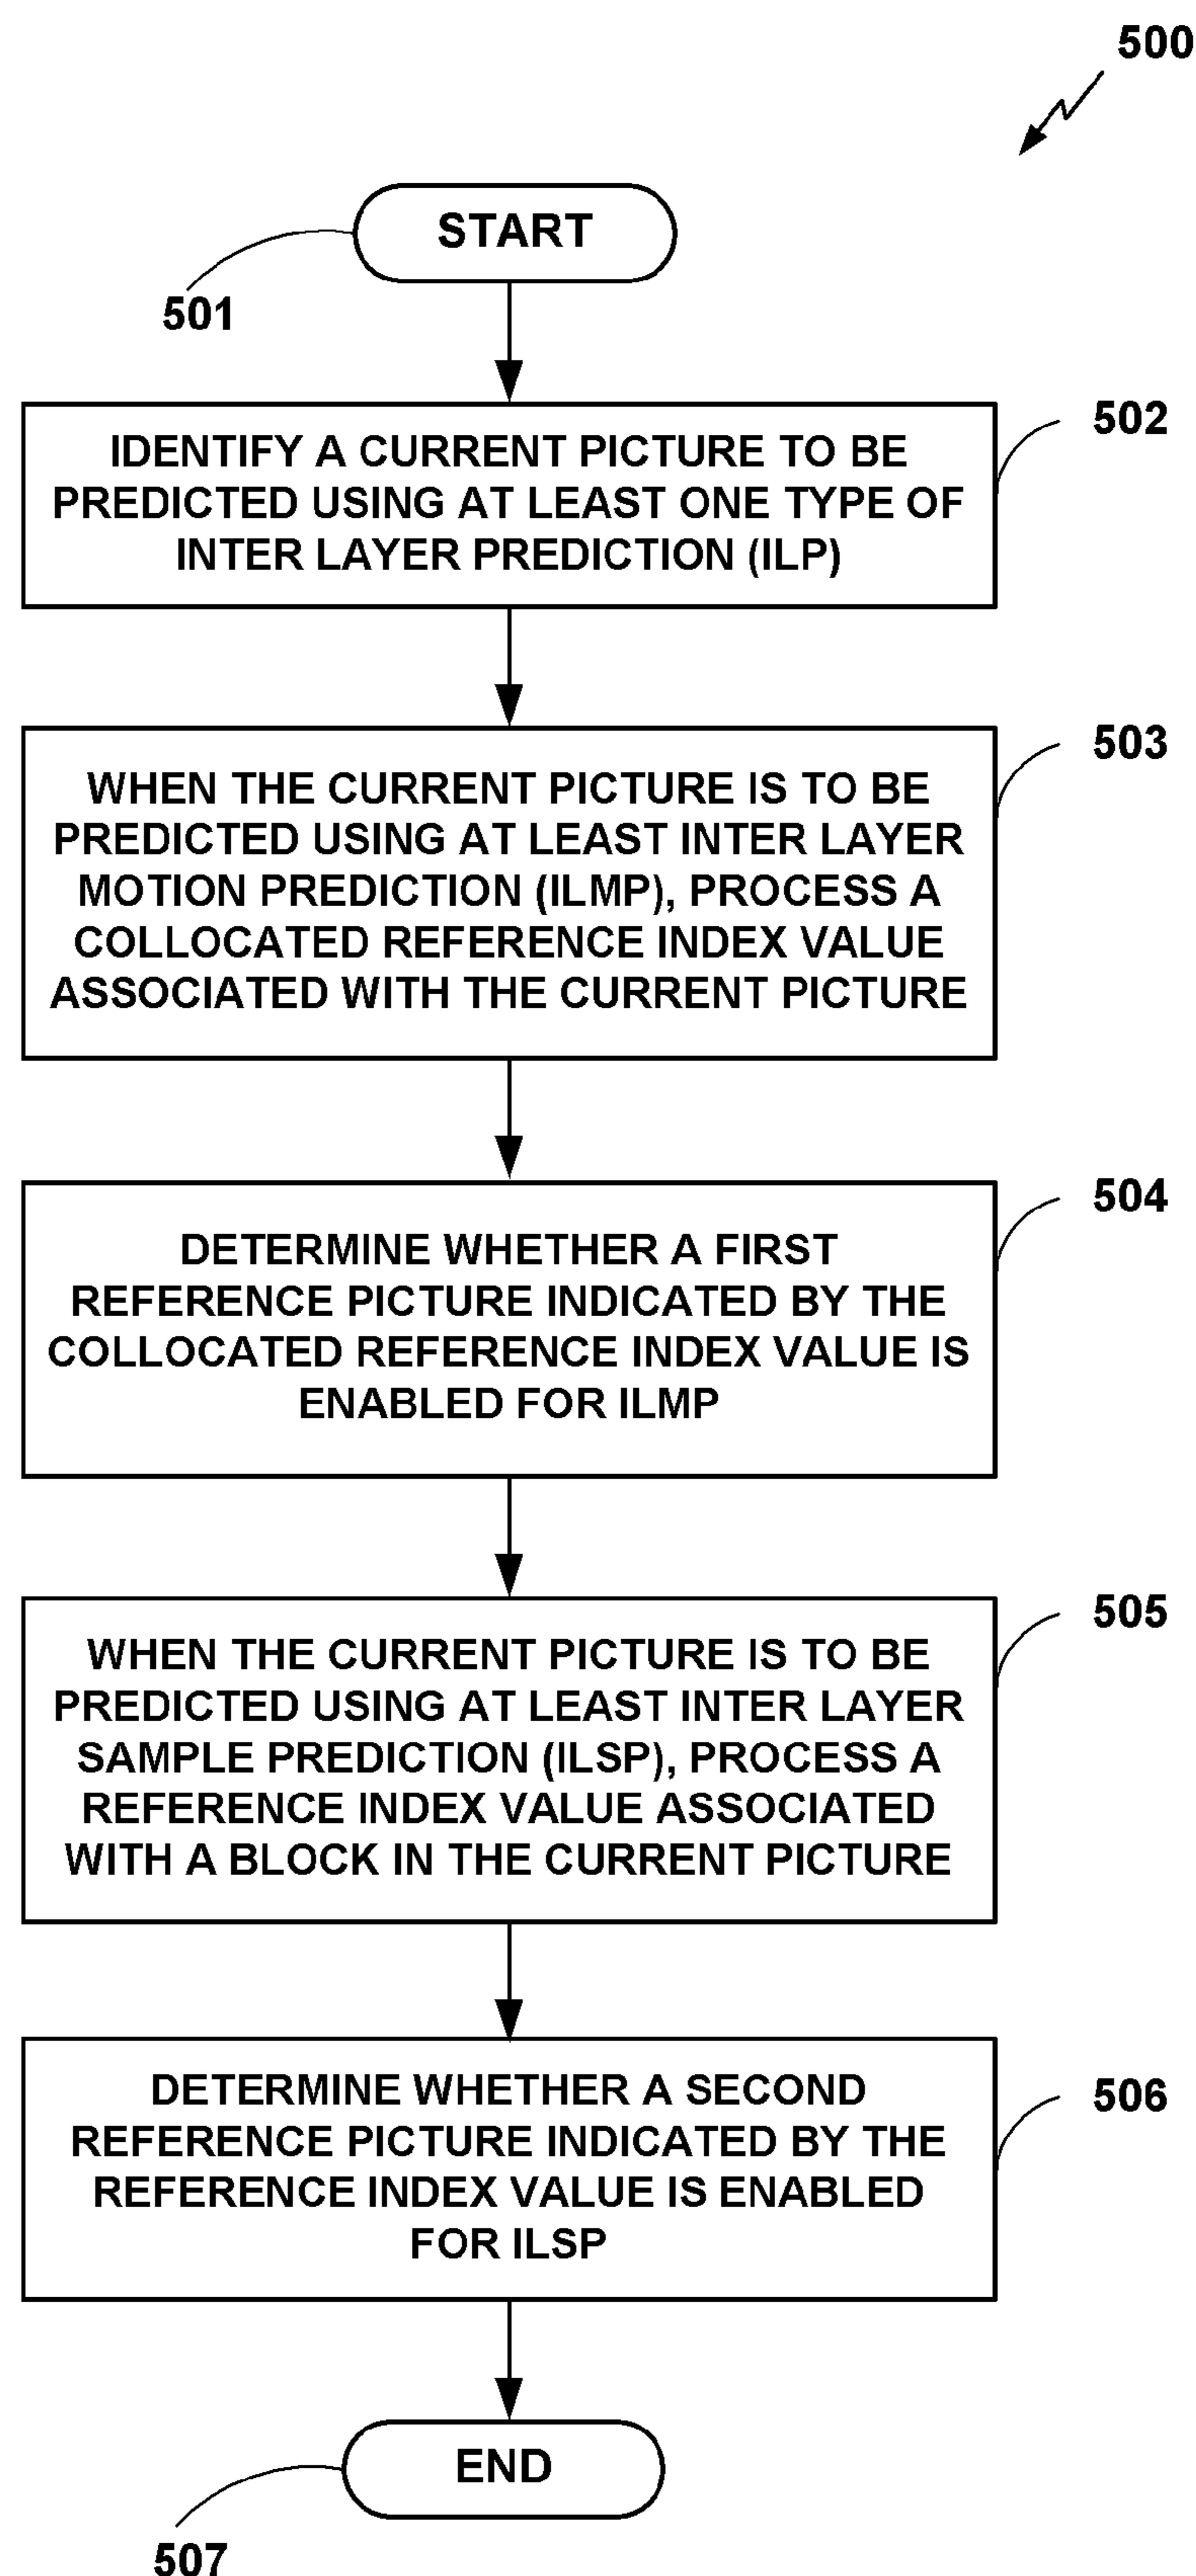 500
START
501
502
IDENTIFY A CURRENT PICTURE TO BE
PREDICTED USING AT LEAST ONE TYPE OF
INTER LAYER PREDICTION (ILP)
503
WHEN THE CURRENT PICTURE IS TO BE
PREDICTED USING AT LEAST INTER LAYER
MOTION PREDICTION (ILMP), PROCESS A
COLLOCATED REFERENCE INDEX VALUE
ASSOCIATED WITH THE CURRENT PICTURE
504
DETERMINE WHETHER A FIRST
REFERENCE PICTURE INDICATED BY THE
COLLOCATED REFERENCE INDEX VALUE IS
ENABLED FOR ILMP
505
WHEN THE CURRENT PICTURE IS TO BE
PREDICTED USING AT LEAST INTER LAYER
SAMPLE PREDICTION (ILSP), PROCESS A
REFERENCE INDEX VALUE ASSOCIATED
WITH A BLOCK IN THE CURRENT PICTURE
506
DETERMINE WHETHER A SECOND
REFERENCE PICTURE INDICATED BY THE
REFERENCE INDEX VALUE IS ENABLED
FOR ILSP
END
507